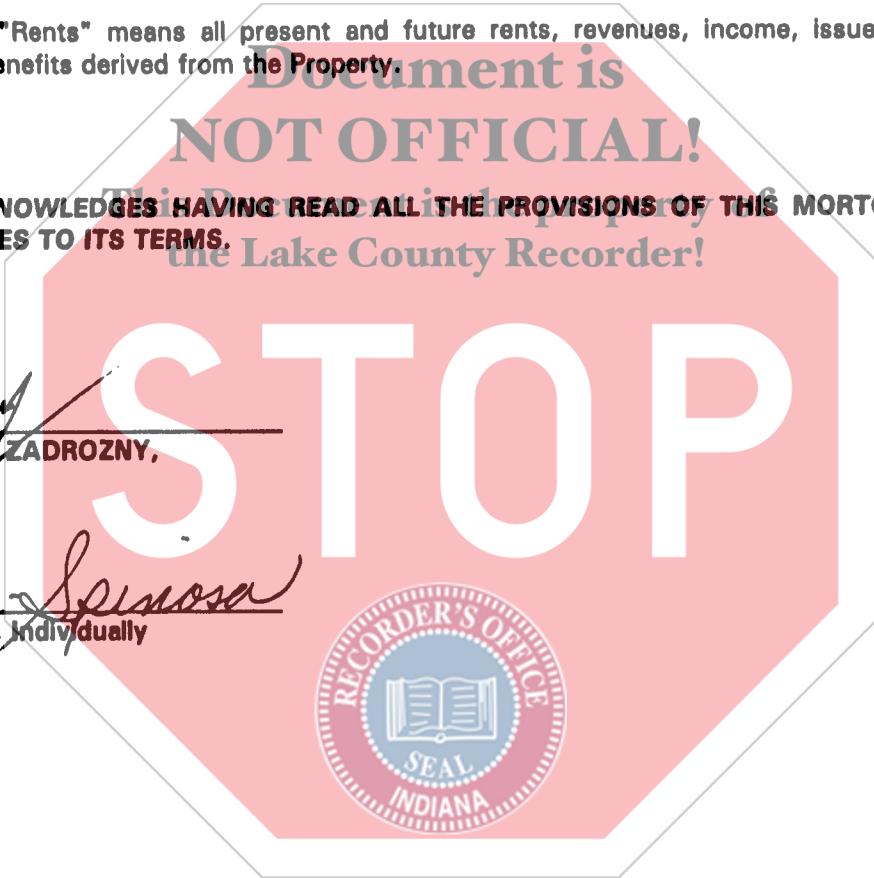 "Rents" means all present and future rents, revenues, income, issue
nefits derived from the Property.
Document is
NOT OFFICIAL!
This Document is the property of
the Lake County Recorder!
NOWLEDGES HAVING READ ALL THE PROVISIONS OF THIS MORT
ES TO ITS TERMS.
STOP
ZADROZNY,
Spinosa
Individually
RECORDER'S OFFICE
SEAL
INDIANA